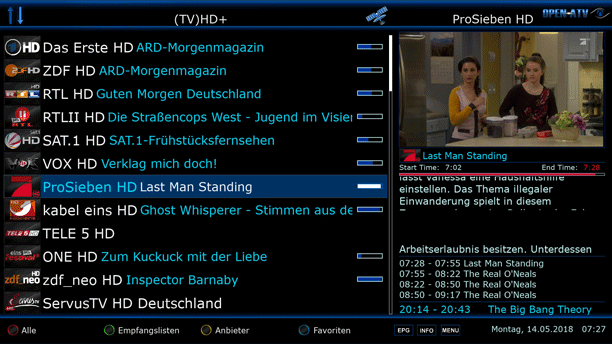 (TV)HD+
ProSieben HD
OPEN-ATV
Das Erste HD ARD-Morgenmagazin
ZDF HD ARD-Morgenmagazin
RTL HD Guten Morgen Deutschland
RTLII HD Die Straßencops West - Jugend im Visier
SAT.1 HD SAT.1-Frühstücksfernsehen
VOX HD Verklag mich doch!
ProSieben HD Last Man Standing
kabel eins HD Ghost Whisperer - Stimmen aus de
TELE 5 HD
ONE HD Zum Kuckuck mit der Liebe
zdf_neo HD Inspector Barnaby
ServusTV HD Deutschland
Last Man Standing
Start Time: 7:02
End Time: 7:28
lässt Vanessa eine Haushaltshilfe
einstellen. Das Thema illegaler
Einwanderung spielt in diesem
Arbeitserlaubnis besitzen. Unterdessen
07:28 - 07:55 Last Man Standing
07:55 - 08:22 The Real O'Neals
08:22 - 08:50 The Real O'Neals
08:50 - 09:17 The Real O'Neals
20:14 - 20:43 The Big Bang Theory
Alle
Empfangslisten
Anbieter
Favoriten
EPG
INFO
MENU
Montag, 14.05.2018
07:27